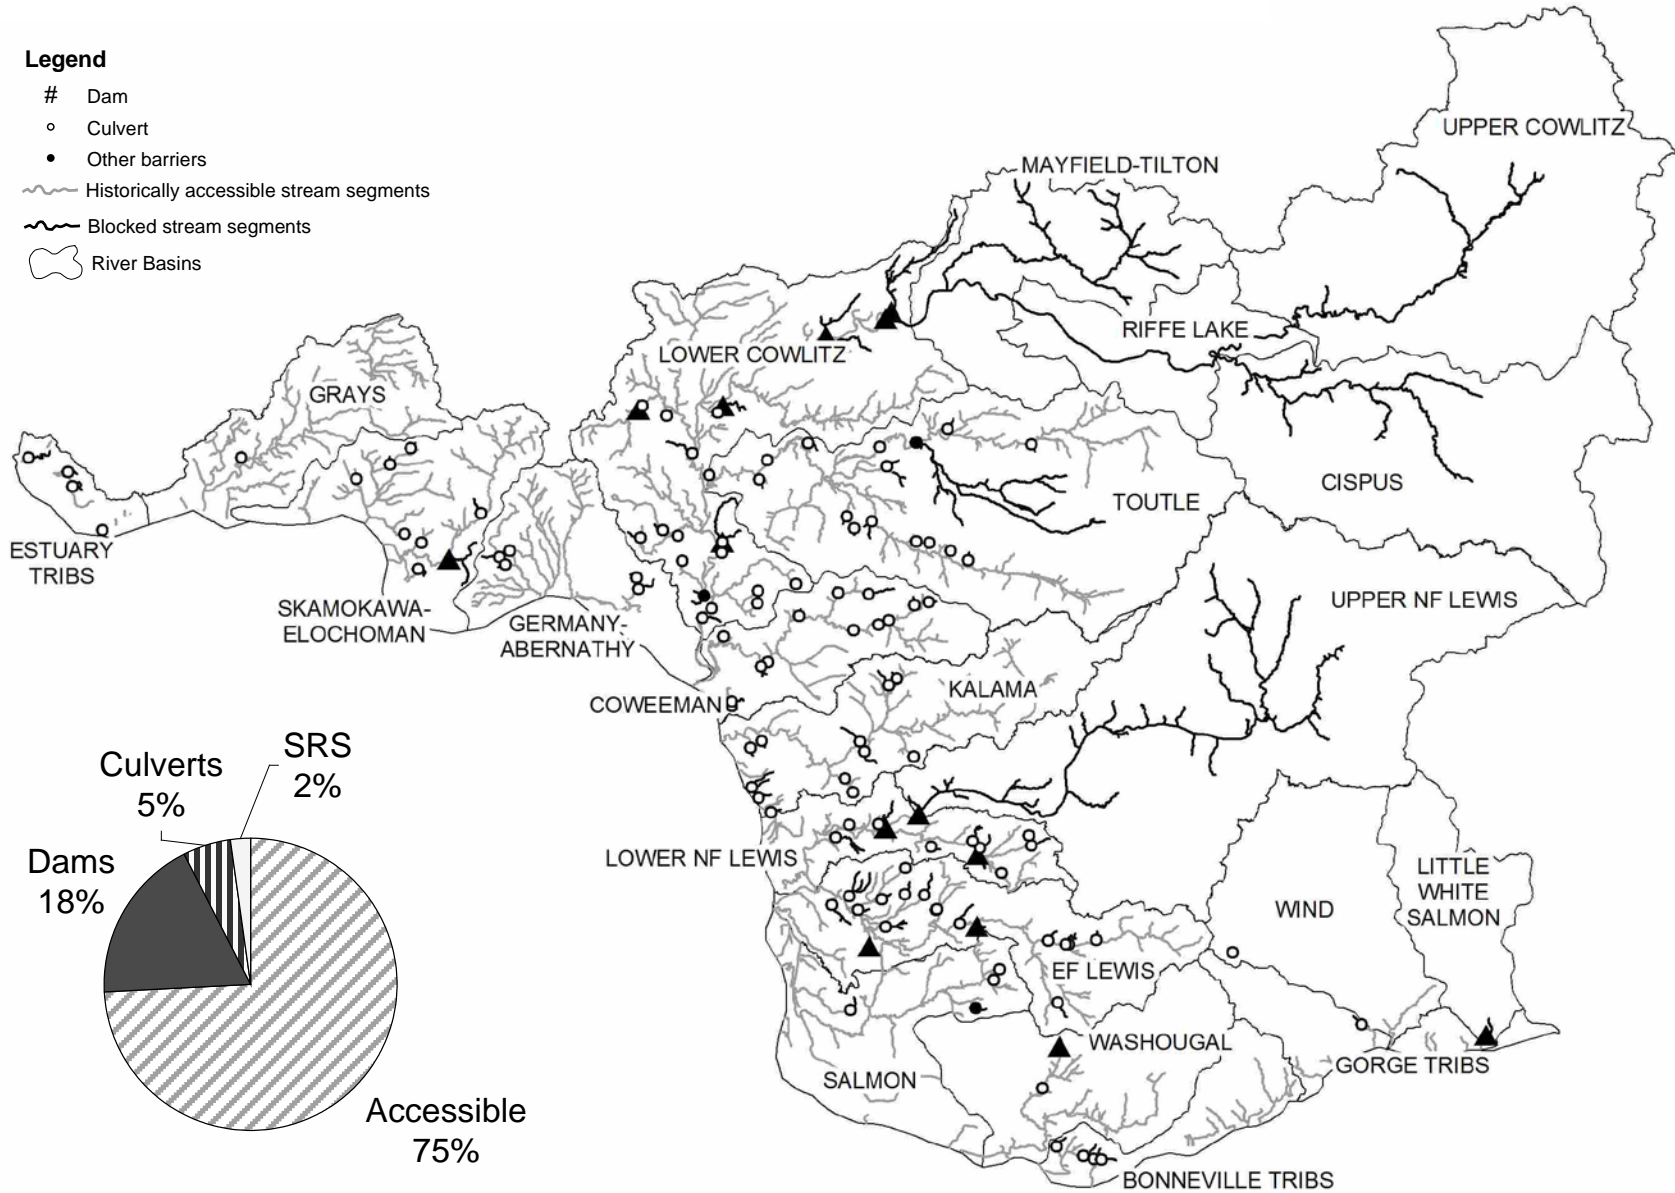 Legend
# Dam
Culvert
Other barriers
Historically accessible stream segments
Blocked stream segments
River Basins
UPPER COWLITZ
MAYFIELD-TILTON
RIFFE LAKE
LOWER COWLITZ
GRAYS
CISPUS
TOUTLE
ESTUARY
TRIBS
SKAMOKAWA-
ELOCHOMAN
GERMANY-
ABERNATHY
UPPER NF LEWIS
COWEEMAN
KALAMA
LOWER NF LEWIS
LITTLE
WHITE
SALMON
WIND
EF LEWIS
WASHOUGAL
SALMON
GORGE TRIBS
BONNEVILLE TRIBS
SRS
2%
Culverts
5%
Dams
18%
Accessible
75%